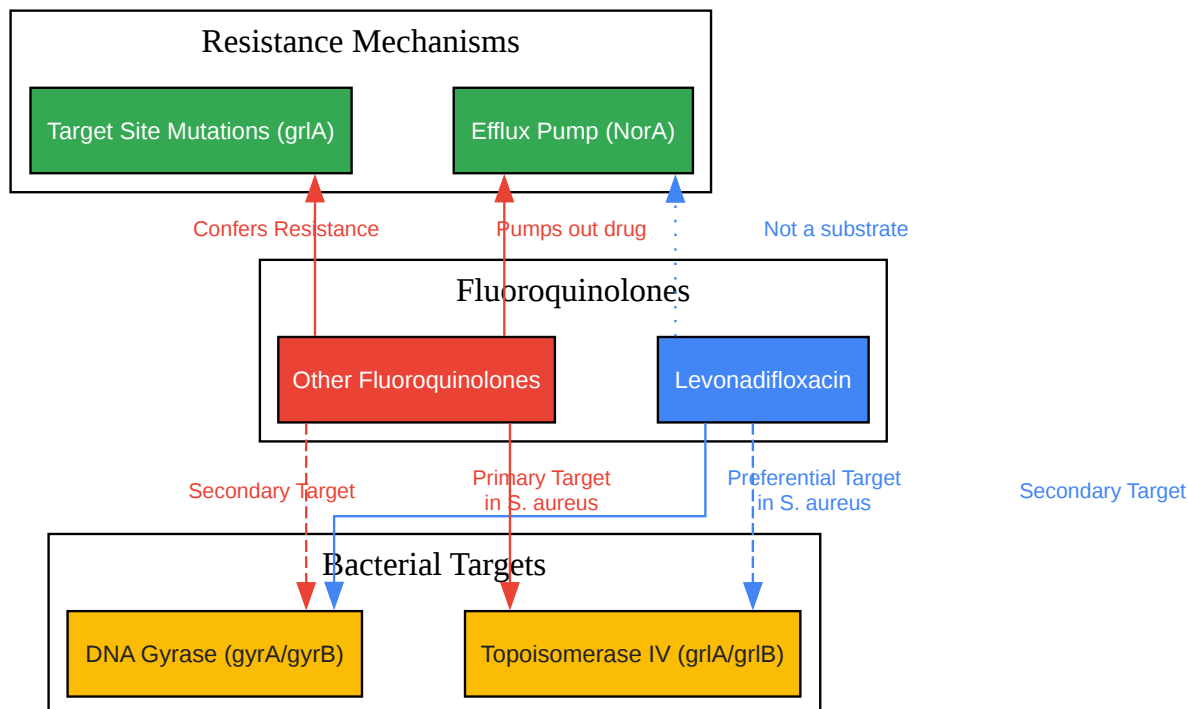 Resistance Mechanisms
Target Site Mutations (grlA)
Efflux Pump (NorA)
Confers Resistance
Pumps out drug
Not a substrate
Fluoroquinolones
Other Fluoroquinolones
Levonadifloxacin
Secondary Target
Primary Target
in S. aureus
Preferential Target
in S. aureus
Secondary Target
Bacterial Targets
DNA Gyrase (gyrA/gyrB)
Topoisomerase IV (grlA/grlB)